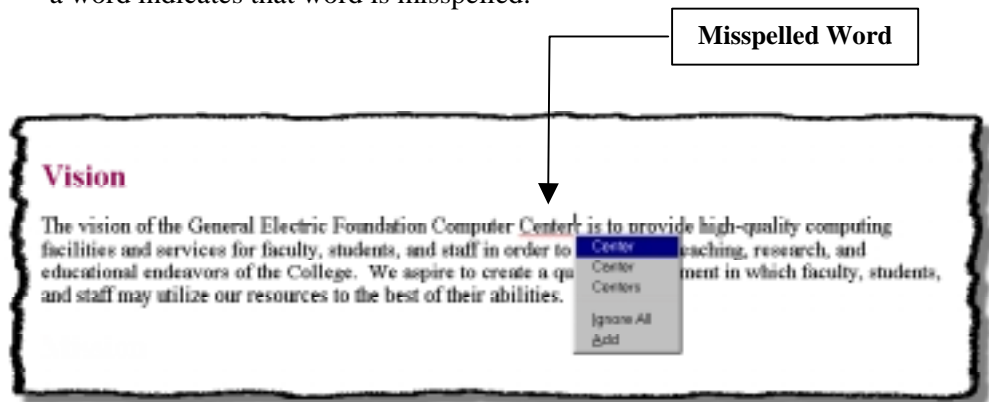 a word indicates that word is misspelled.
Misspelled Word
Vision
The vision of the General Electric Foundation Computer Centerr is to provide high-quality computing
facilities and services for faculty, students, and staff in order to eaching, research, and
educational endeavors of the College. We aspire to create a qu ment in which faculty, students,
and staff may utilize our resources to the best of their abilities.
Center
Center
Centers
Ignore All
Add